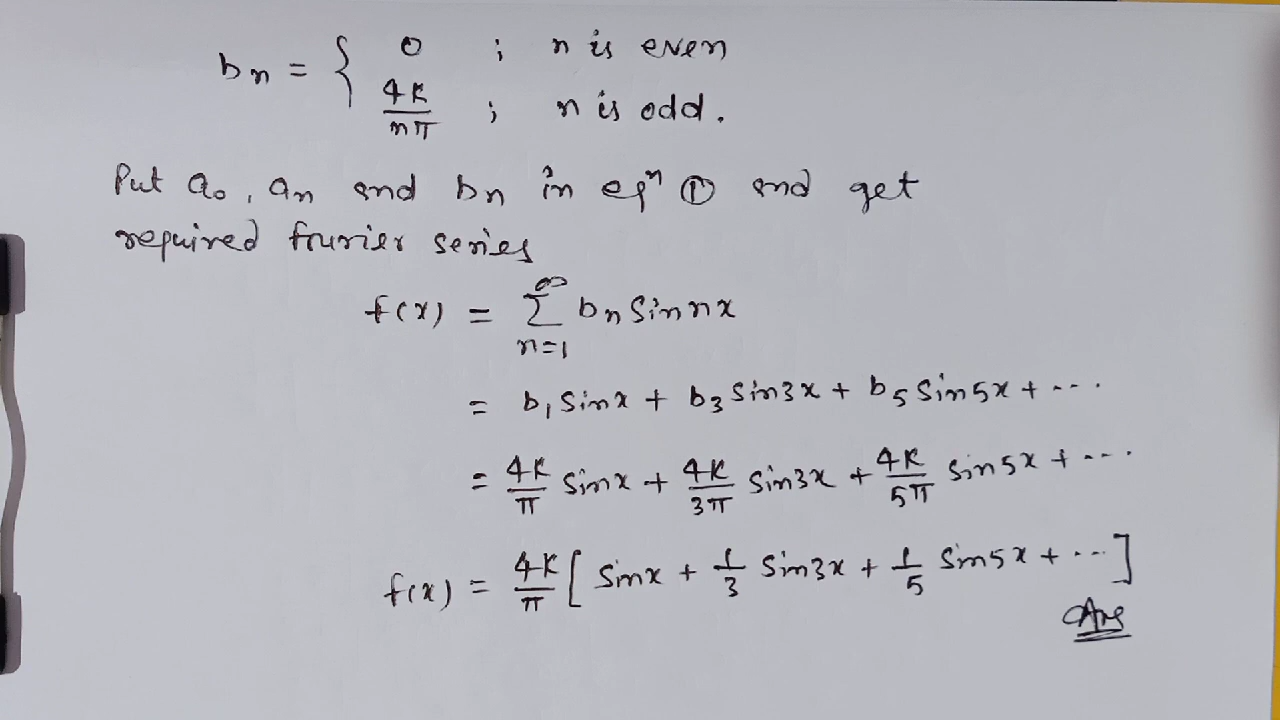 bn = { 0 ; n is even
4K/nπ ; n is odd.
Put a₀, an and bn in eqⁿ ① and get
required fourier series
f(x) = ∑_{n=1}^{∞} bn Sin nx
= b₁ Sinx + b₃ Sin3x + b₅ Sin5x + ....
= 4K/π Sinx + 4K/3π Sin3x + 4K/5π Sin5x + ....
f(x) = 4K/π [ Sinx + 1/3 Sin3x + 1/5 Sin5x + ... ]
Ans